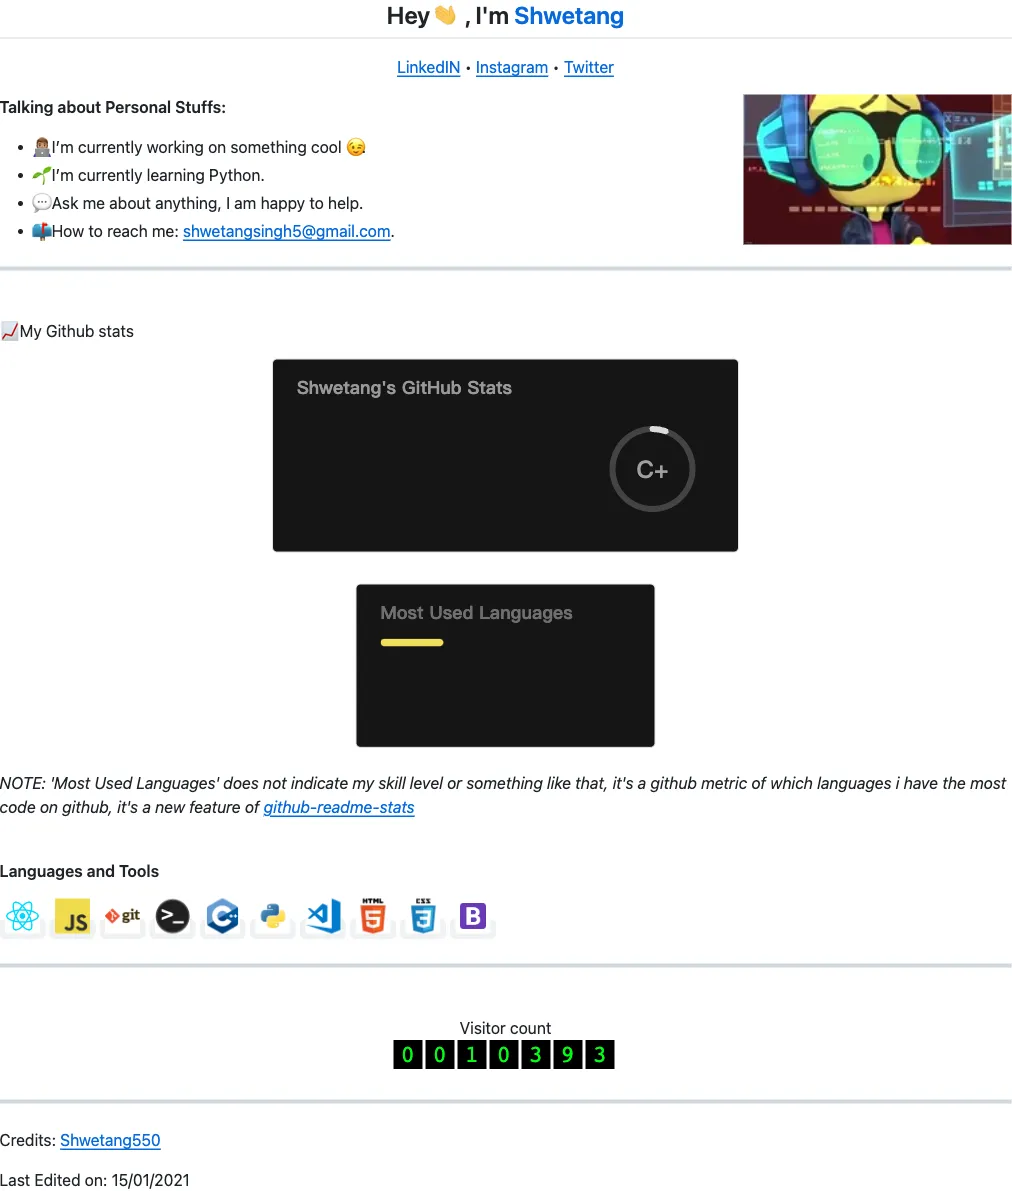 Hey 👋 , I'm Shwetang
LinkedIN • Instagram • Twitter
Talking about Personal Stuffs:
• 👨🏽‍💻I'm currently working on something cool 😉
• 🌱I'm currently learning Python.
• 💬Ask me about anything, I am happy to help.
• 📫How to reach me: shwetangsingh5@gmail.com.
📈My Github stats
Shwetang's GitHub Stats
C+
Most Used Languages
NOTE: 'Most Used Languages' does not indicate my skill level or something like that, it's a github metric of which languages i have the most
code on github, it's a new feature of github-readme-stats
Languages and Tools
JS git >_ C++ HTML 5 CSS 3 B
Visitor count
0 0 1 0 3 9 3
Credits: Shwetang550
Last Edited on: 15/01/2021